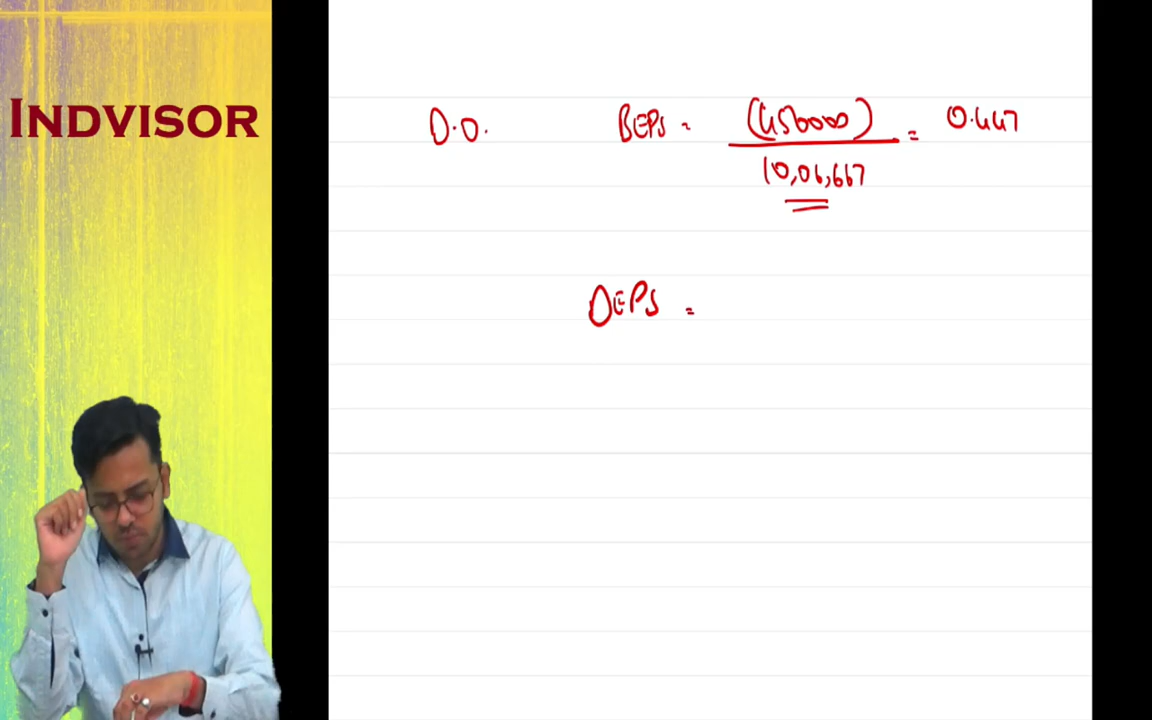 INDVISOR
D.O. BEPS = (450000) = 0.447
10,06,667
DEPS =